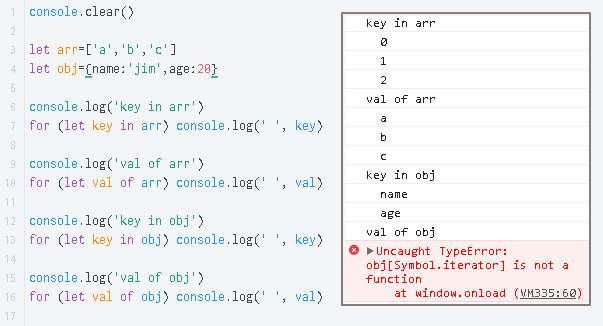 1 console.clear()
2
3 let arr=['a','b','c']
4 let obj={name:'jim',age:20}
5
6 console.log('key in arr')
7 for (let key in arr) console.log(' ', key)
8
9 console.log('val of arr')
10 for (let val of arr) console.log(' ', val)
11
12 console.log('key in obj')
13 for (let key in obj) console.log(' ', key)
14
15 console.log('val of obj')
16 for (let val of obj) console.log(' ', val)
17
key in arr
0
1
2
val of arr
a
b
c
key in obj
name
age
val of obj
▶Uncaught TypeError:
obj[Symbol.iterator] is not a
function
at window.onload (VM335:60)